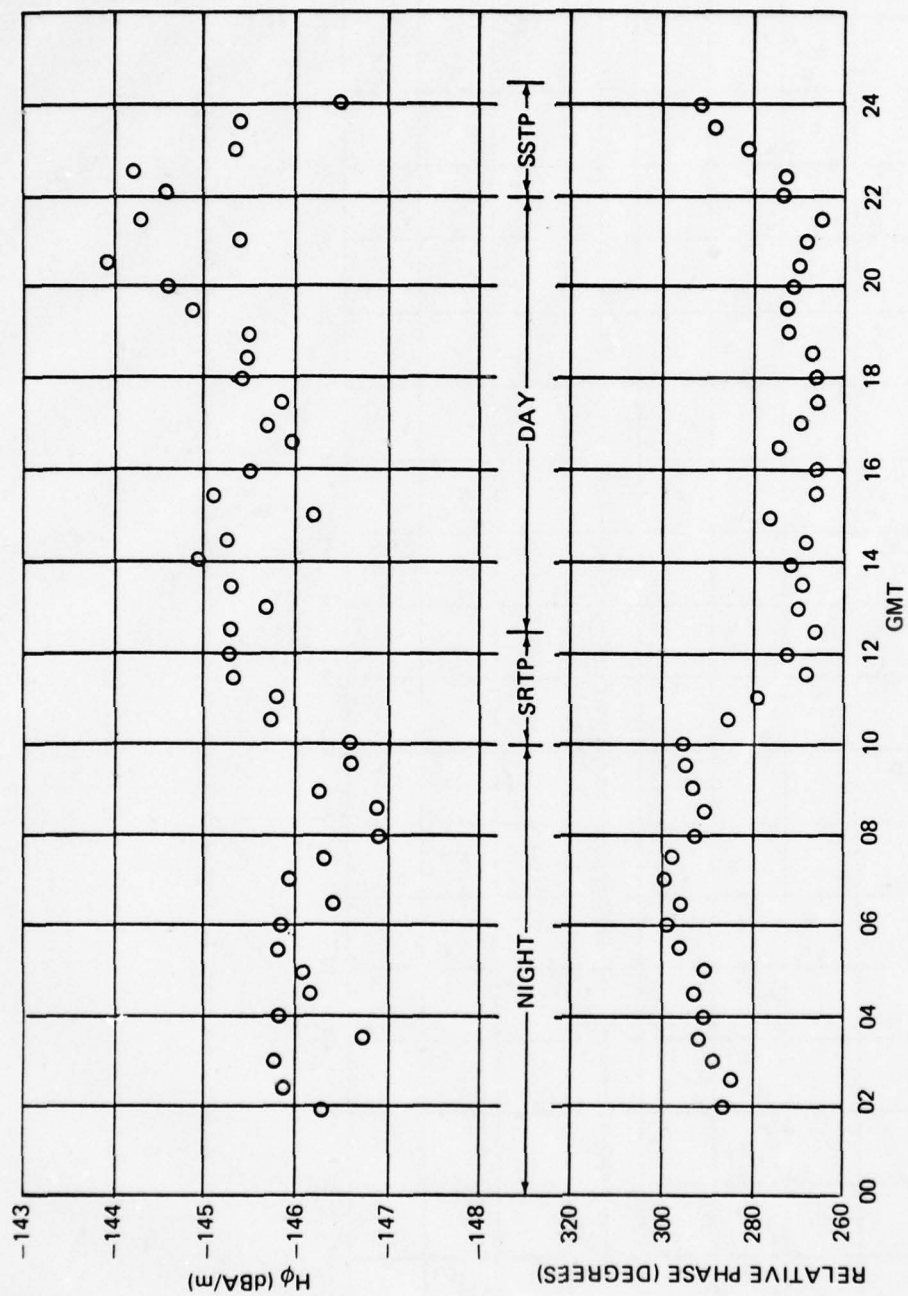 Hφ (dBA/m)
−143
−144
−145
−146
−147
−148
NIGHT
SRTP
DAY
SSTP
RELATIVE PHASE (DEGREES)
320
300
280
260
00 02 04 06 08 10 12 14 16 18 20 22 24
GMT